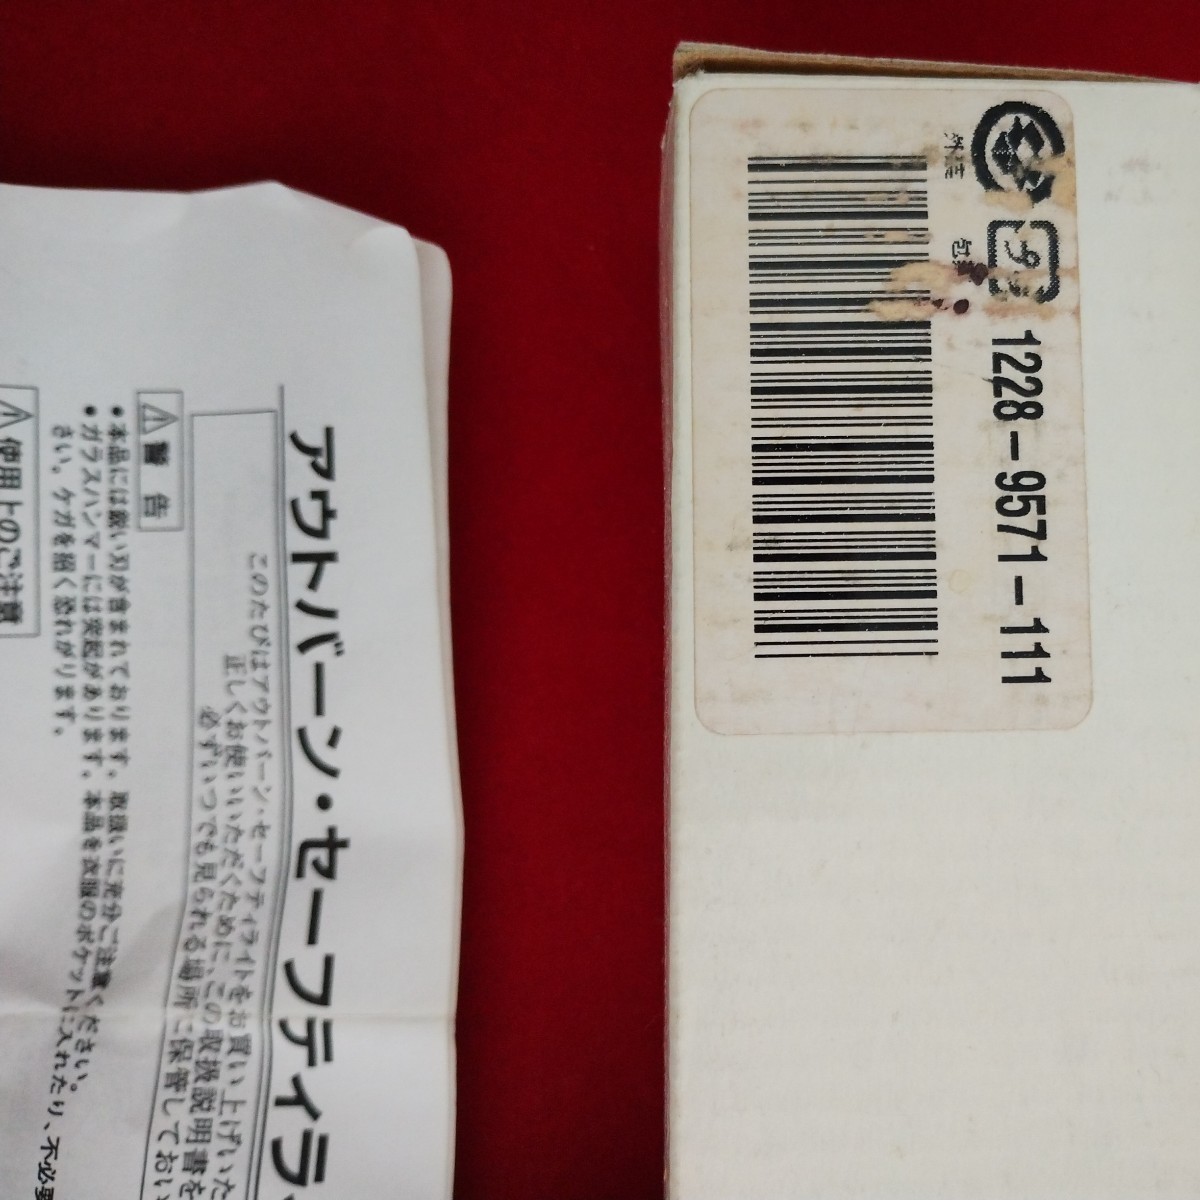 アウトバーン・セーフティラ
このたびはアウトバーン・セーフティライトをお買い上げいた
正しくお使いいただくために、この取扱説明書を
必ずいつでも見られる場所に保管しておい
警告
●本品には鋭い刃が含まれております。取扱いに充分ご注意ください。
●ガラスハンマーには突起があります。本品を衣服のポケットに入れたり、不必要
さい。ケガを招く恐れがります。
使用上のご注意
外装
1228-9571-111